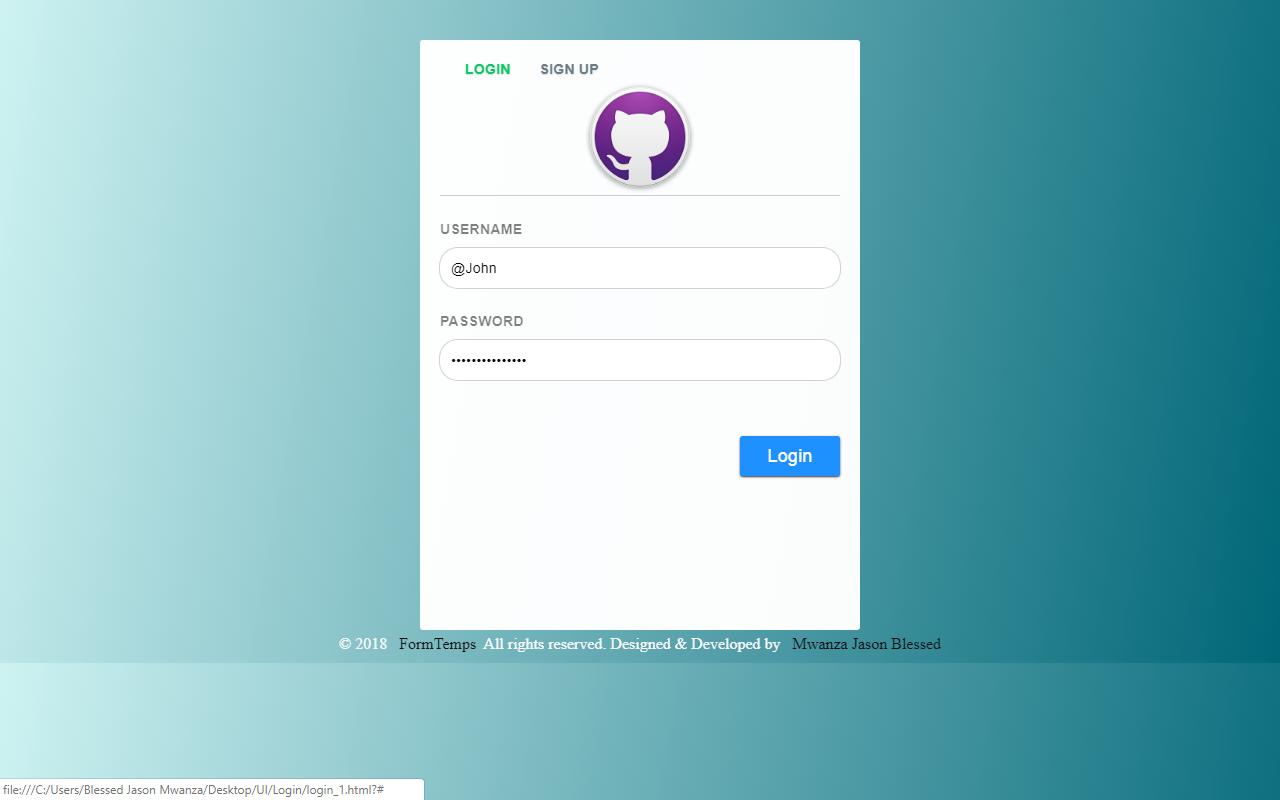 LOGIN SIGN UP
USERNAME
@John
PASSWORD
•••••••••••••••
Login
© 2018 FormTemps All rights reserved. Designed & Developed by Mwanza Jason Blessed
file:///C:/Users/Blessed Jason Mwanza/Desktop/UI/Login/login_1.html?#